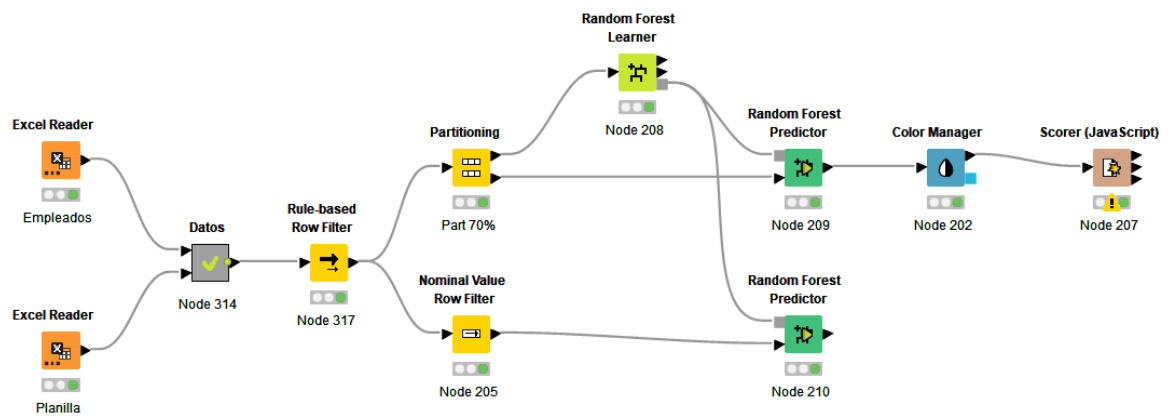 Random Forest
Learner
Node 208
Excel Reader
Empleados
Partitioning
Part 70%
Random Forest
Predictor
Node 209
Color Manager
Node 202
Scorer (JavaScript)
Node 207
Datos
Node 314
Rule-based
Row Filter
Node 317
Excel Reader
Planilla
Nominal Value
Row Filter
Node 205
Random Forest
Predictor
Node 210